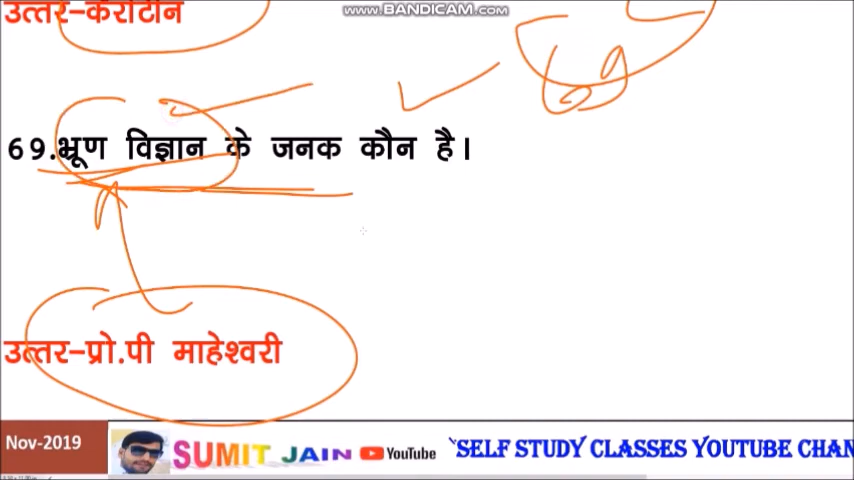 उत्तर-कैरोटीन
www.BANDICAM.com
69
69.भ्रूण विज्ञान के जनक कौन है।
उत्तर-प्रो.पी माहेश्वरी
Nov-2019
SUMIT JAIN
YouTube
`SELF STUDY CLASSES YOUTUBE CHAN